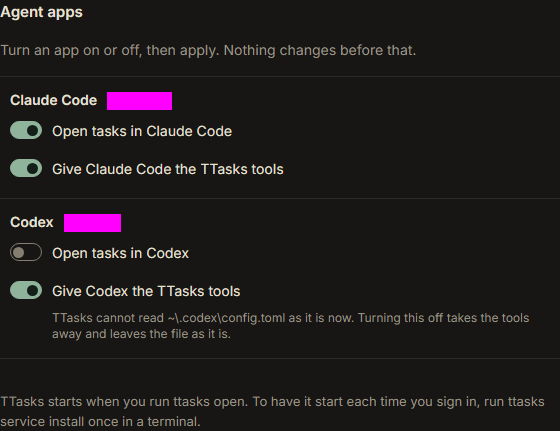 Agent apps
Turn an app on or off, then apply. Nothing changes before that.
Claude Code
Open tasks in Claude Code
Give Claude Code the TTasks tools
Codex
Open tasks in Codex
Give Codex the TTasks tools
TTasks cannot read ~\.codex\config.toml as it is now. Turning this off takes the tools
away and leaves the file as it is.
TTasks starts when you run ttasks open. To have it start each time you sign in, run ttasks
service install once in a terminal.